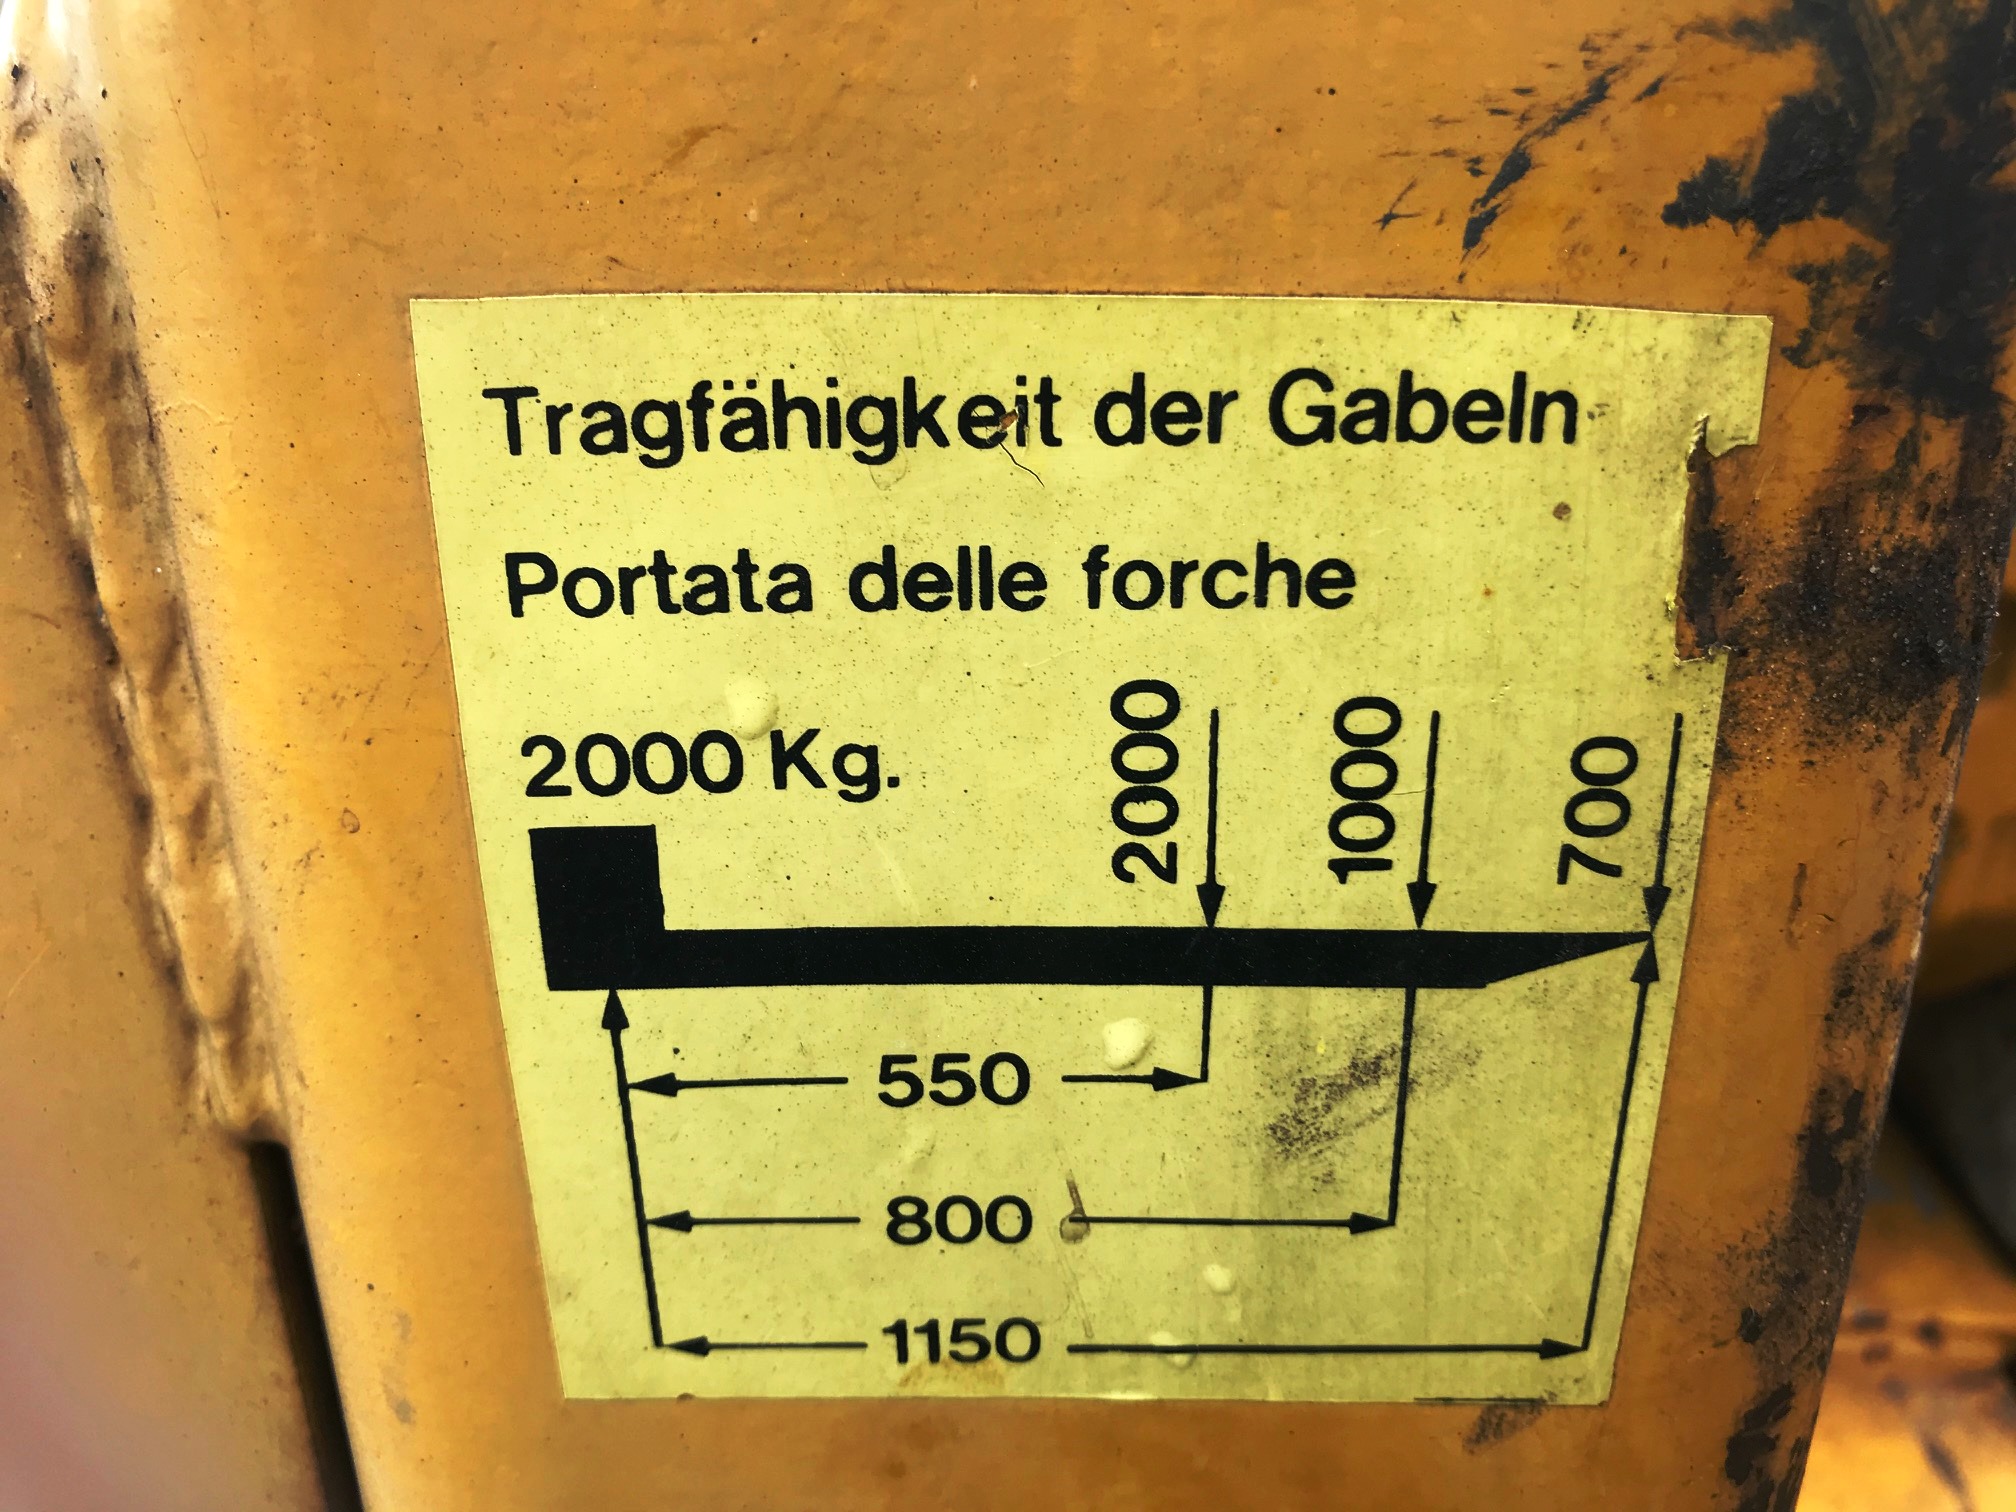 Tragfähigkeit der Gabeln
Portata delle forche
2000 Kg.
2000
1000
700
550
800
1150